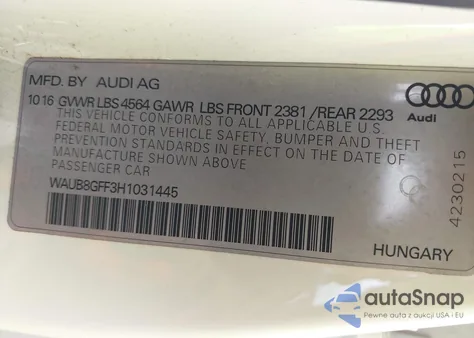 MFD. BY AUDI AG
10 16 GVWR LBS 4564 GAWR LBS FRONT 2381 /REAR 2293
THIS VEHICLE CONFORMS TO ALL APPLICABLE U.S.
FEDERAL MOTOR VEHICLE SAFETY, BUMPER AND THEFT
PREVENTION STANDARDS IN EFFECT ON THE DATE OF
MANUFACTURE SHOWN ABOVE
PASSENGER CAR
WAUB8GFF3H1031445
Audi
4230215
HUNGARY
autoSnap
Pewne auta z aukcji USA i EU